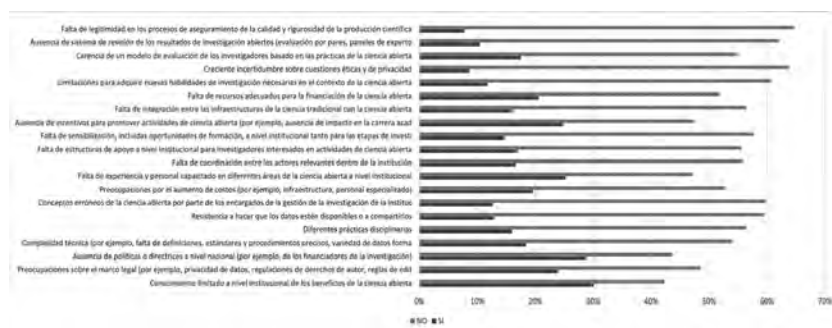 Falta de legitimidad en los procesos de aseguramiento de la calidad y rigurosidad de la producción científica
Ausencia de sistema de revisión de los resultados de investigación abiertos (evaluación por pares, paneles de experto
Carencia de un modelo de evaluación de los investigadores basado en las prácticas de la ciencia abierta
Creciente incertidumbre sobre cuestiones éticas y de privacidad
Limitaciones para adquirir nuevas habilidades de investigación necesarias en el contexto de la ciencia abierta
Falta de recursos adecuados para la financiación de la ciencia abierta
Falta de integración entre las infraestructuras de la ciencia tradicional con la ciencia abierta
Ausencia de incentivos para promover actividades de ciencia abierta (por ejemplo, ausencia de impacto en la carrera acad
Falta de sensibilización, incluidas oportunidades de formación, a nivel institucional tanto para las etapas de investi
Falta de estructuras de apoyo a nivel institucional para investigadores interesados en actividades de ciencia abierta
Falta de coordinación entre los actores relevantes dentro de la institución
Falta de experiencia y personal capacitado en diferentes áreas de la ciencia abierta a nivel institucional
Preocupaciones por el aumento de costos (por ejemplo, infraestructura, personal especializado)
Conceptos erróneos de la ciencia abierta por parte de los encargados de la gestión de la investigación de la institus
Resistencia a hacer que los datos estén disponibles o a compartirlos
Diferentes prácticas disciplinarias
Complejidad técnica (por ejemplo, falta de definiciones, estándares y procedimientos precisos, variedad de datos forma
Ausencia de políticas o directrices a nivel nacional (por ejemplo, de los financiadores de la investigación)
Preocupaciones sobre el marco legal (por ejemplo, privacidad de datos, regulaciones de derechos de autor, reglas de edit
Conocimiento limitado a nivel institucional de los beneficios de la ciencia abierta
0% 10% 20% 30% 40% 50% 60% 70%
NO SI